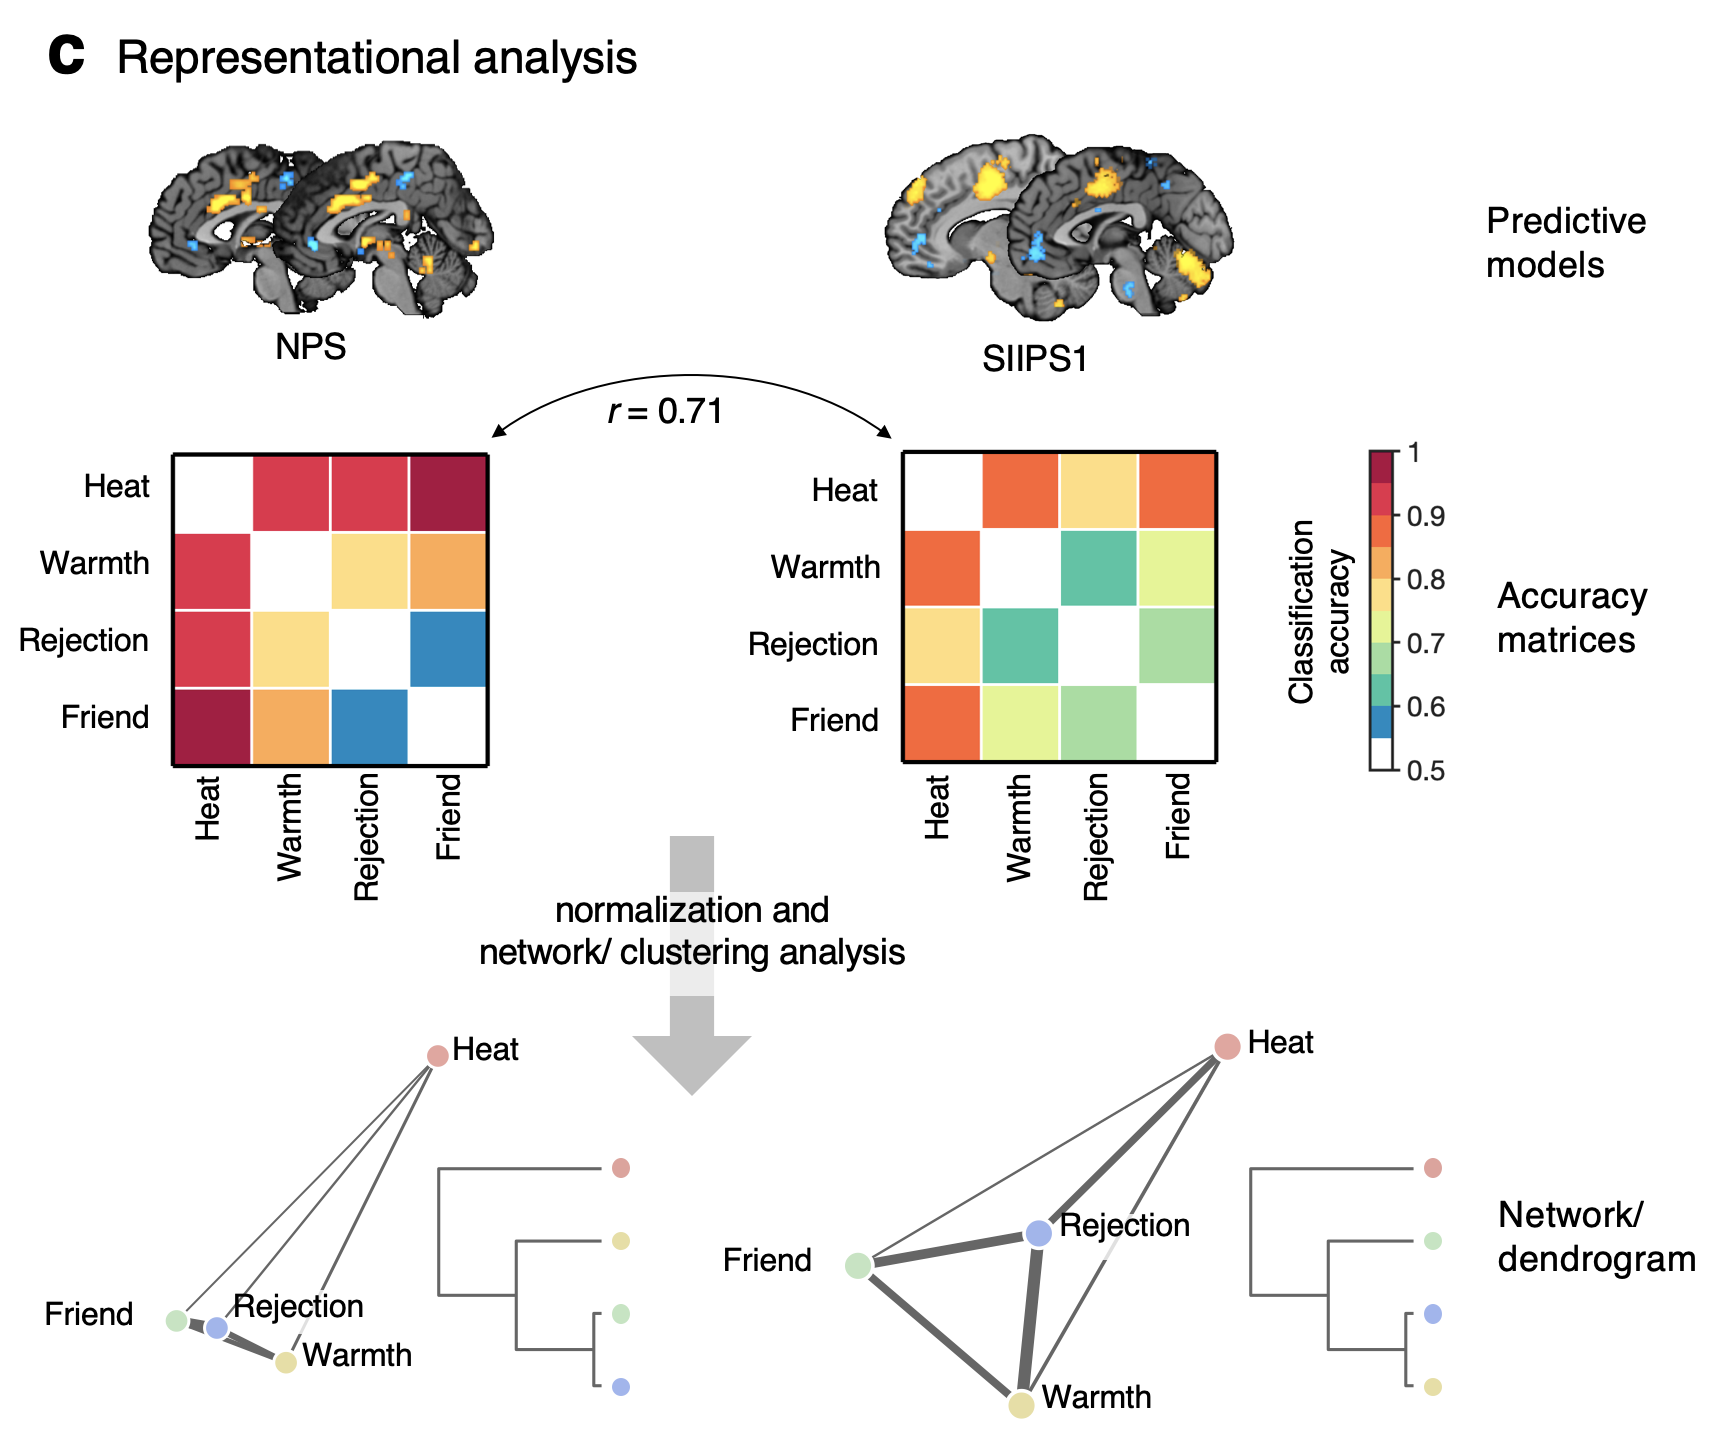 C Representational analysis
Predictive
models
NPS
SIIPS1
r = 0.71
Heat
Warmth
Rejection
Friend
Heat
Warmth
Rejection
Friend
Heat
Warmth
Rejection
Friend
Heat
Warmth
Rejection
Friend
Classification
accuracy
1
0.9
0.8
0.7
0.6
0.5
Accuracy
matrices
normalization and
network/ clustering analysis
Heat
Friend
Rejection
Warmth
Heat
Rejection
Friend
Warmth
Network/
dendrogram